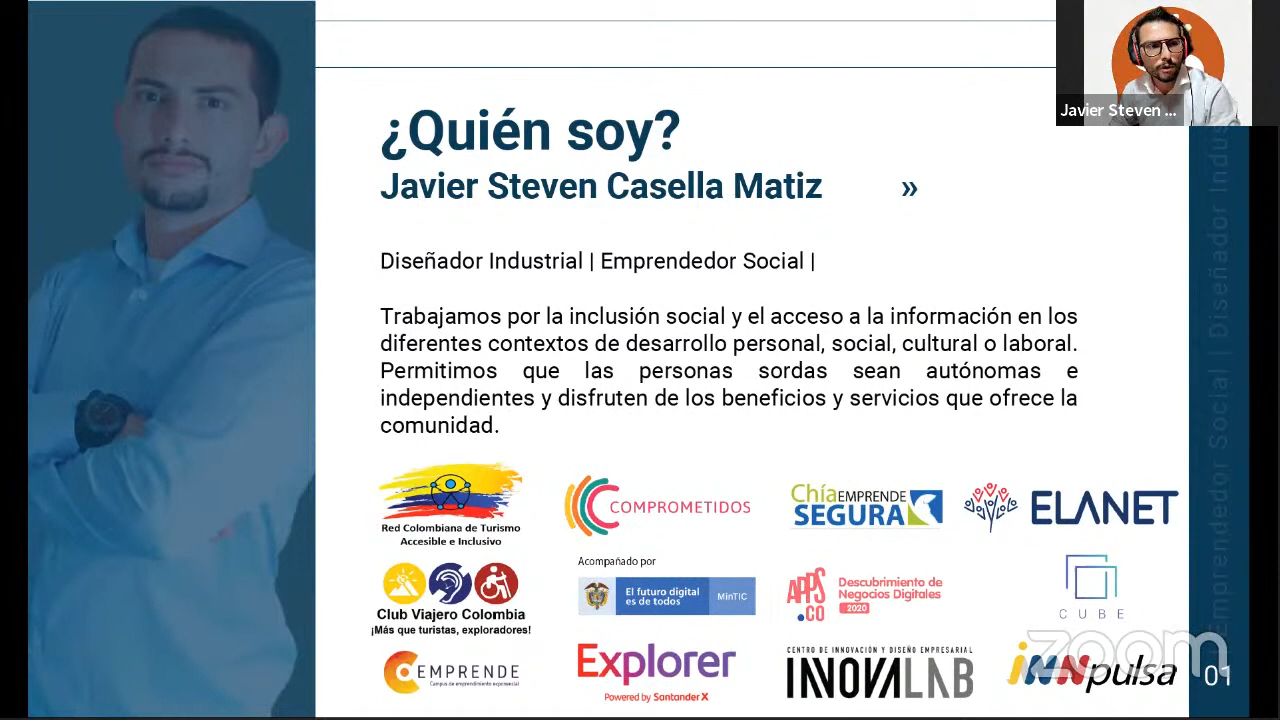 Javier Steven ...
¿Quién soy?
Javier Steven Casella Matiz »
Diseñador Industrial | Emprendedor Social |
Trabajamos por la inclusión social y el acceso a la información en los
diferentes contextos de desarrollo personal, social, cultural o laboral.
Permitimos que las personas sordas sean autónomas e
independientes y disfruten de los beneficios y servicios que ofrece la
comunidad.
Red Colombiana de Turismo
Accesible e Inclusivo
COMPROMETIDOS
Chía EMPRENDE
SEGURA
ELANET
Club Viajero Colombia
¡Más que turistas, exploradores!
Acompañado por
El futuro digital
es de todos
MinTIC
APPS
.CO
Descubrimiento de
Negocios Digitales
2020
CUBE
EMPRENDE
Campus de emprendimiento exponencial
Explorer
Powered by Santander X
CENTRO DE INNOVACIÓN Y DISEÑO EMPRESARIAL
INNOVALAB
iNNpulsa
zoom
01
Emprendedor Social | Diseñador Indus